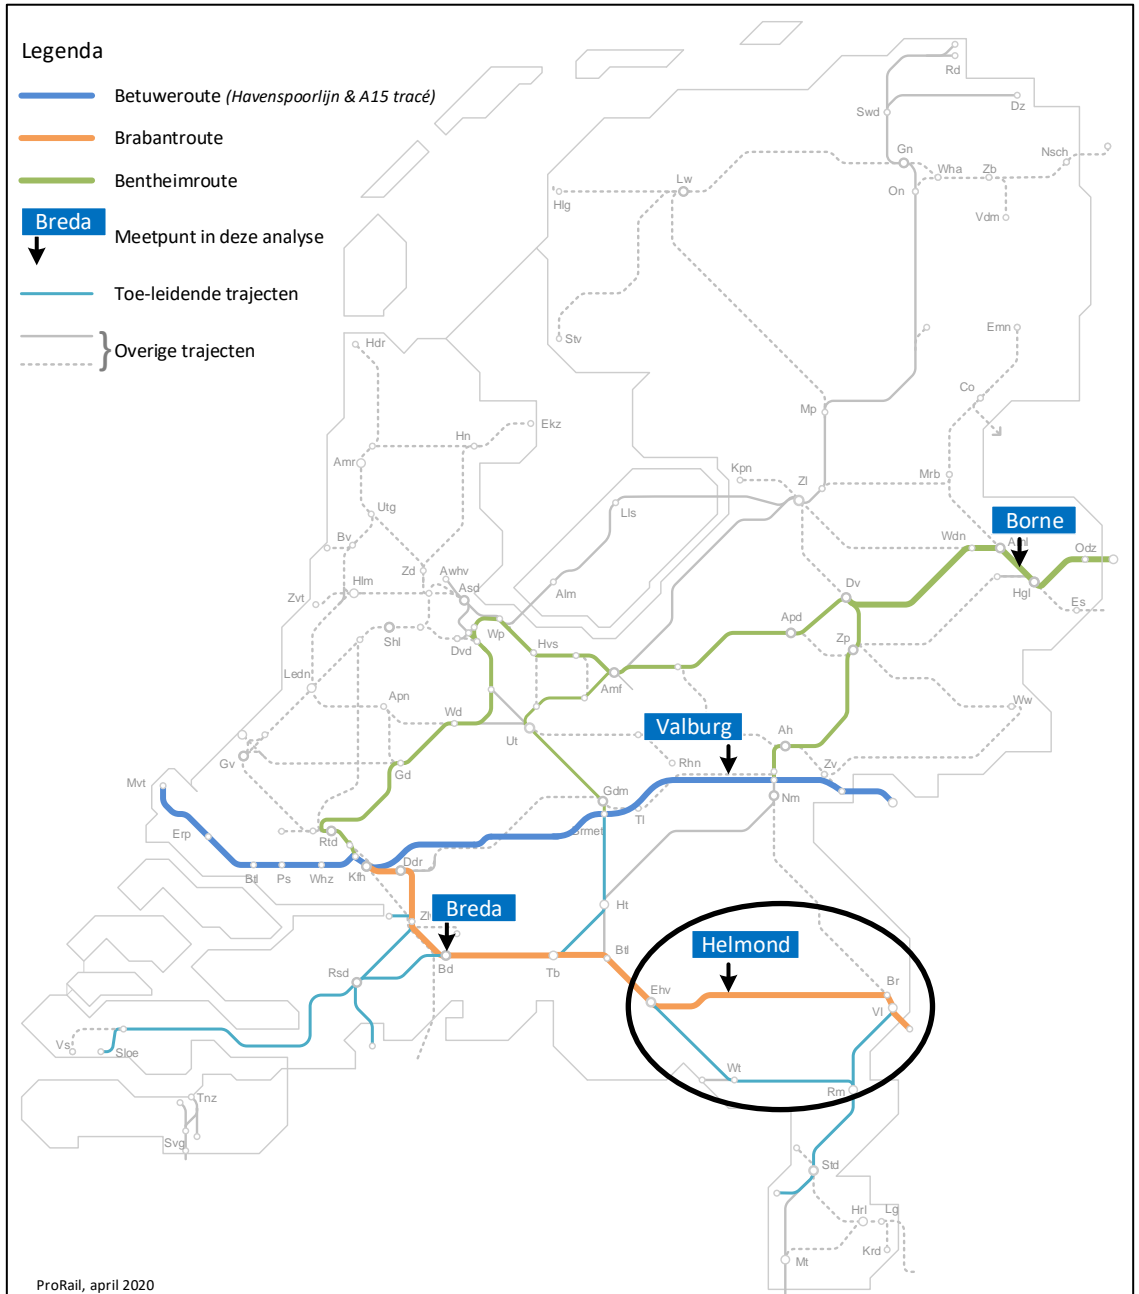 Legenda
Betuweroute (Havenspoorlijn & A15 tracé)
Brabantroute
Bentheimroute
Breda
Meetpunt in deze analyse
Toe-leidende trajecten
Overige trajecten
Rd
Dz
Swd
Gn
Nsch
Wha
Zb
On
Vdm
Lw
Hlg
Stv
Emn
Hdr
Co
Mp
Ekz
Hn
Amr
Kpn
Zl
Mrb
Utg
Lls
Borne
Bv
Wdn
Odz
Zd
Awhv
Asd
Alm
Hlm
Zvt
Dv
Hgl
Es
Shl
Wp
Apd
Dvd
Hvs
Zp
Ledn
Amf
Apn
Wd
Ww
Ut
Valburg
Ah
Gv
Gd
Rhn
Zv
Mvt
Gdm
Nm
Tl
Erp
Rtd
Btl
Ps
Whz
Kfh
Ddr
Breda
Ht
Bd
Tb
Btl
Helmond
Rsd
Ehv
Br
Vl
Vs
Sloe
Wt
Rm
Tnz
Svg
Std
Hrl
Lg
Krd
Mt
ProRail, april 2020